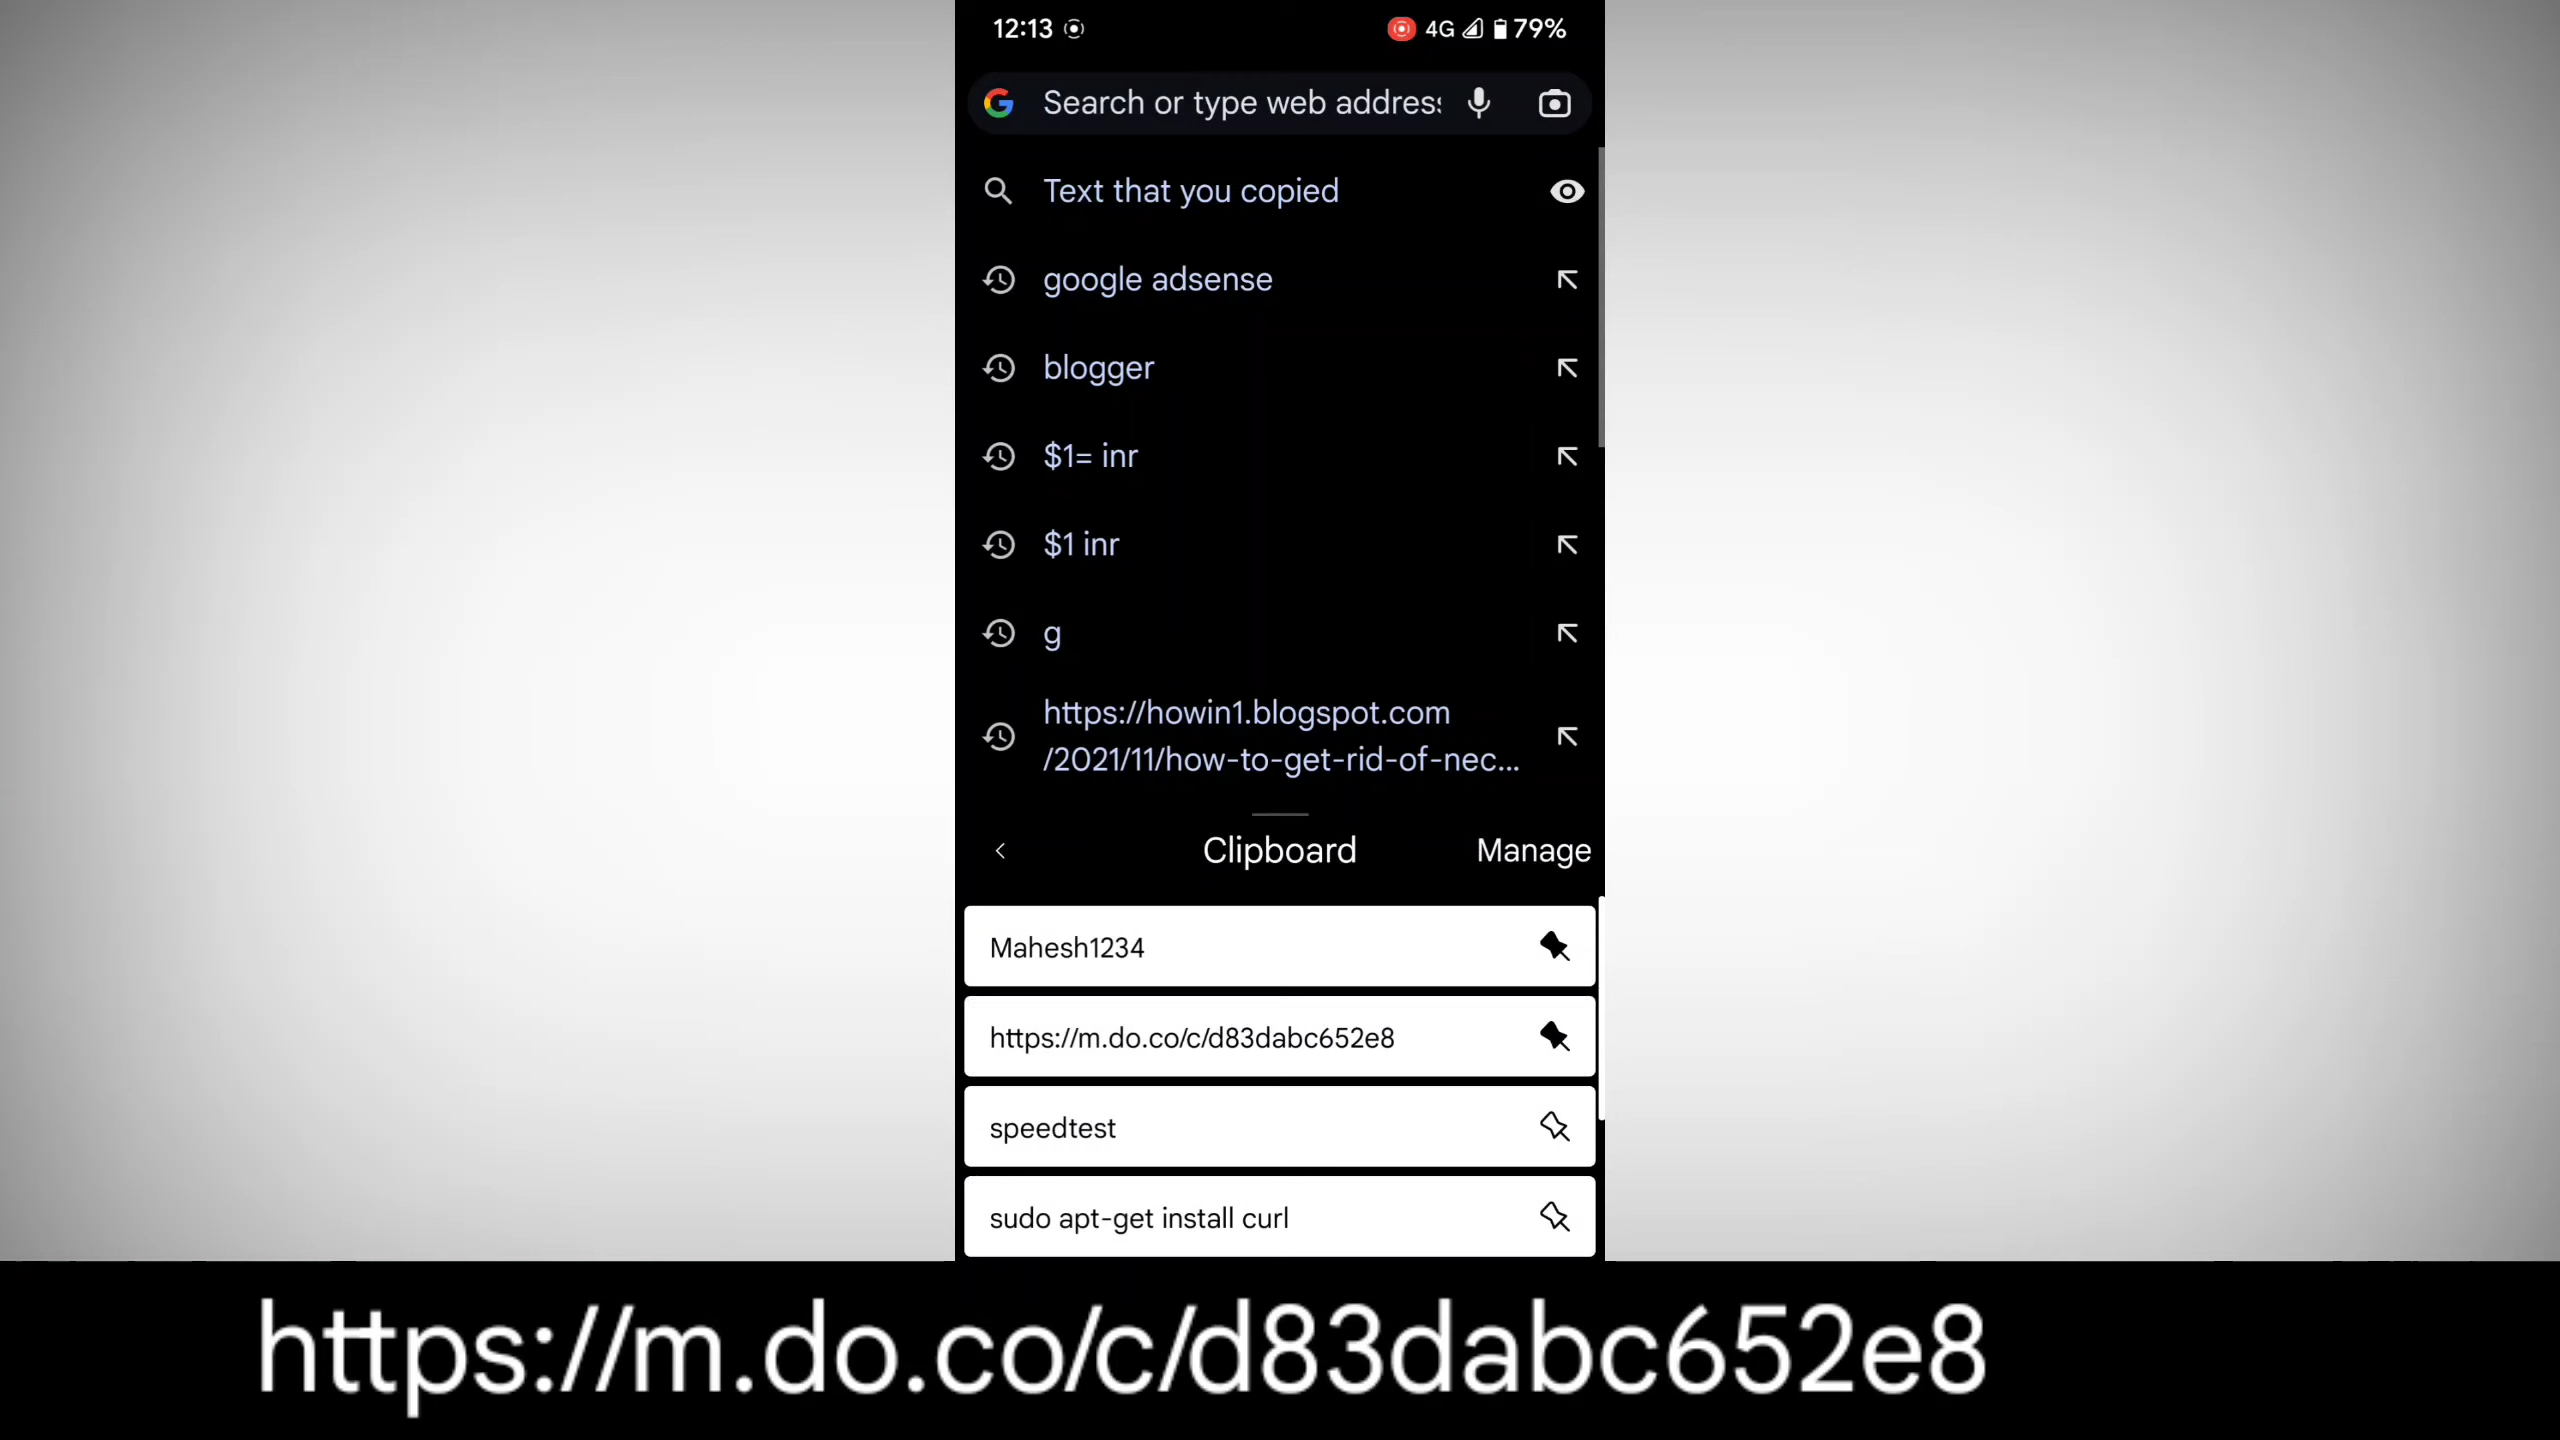 12:13 4G 79%
Search or type web address
Text that you copied
google adsense
blogger
$1= inr
$1 inr
g
https://howin1.blogspot.com
/2021/11/how-to-get-rid-of-nec...
Clipboard Manage
Mahesh1234
https://m.do.co/c/d83dabc652e8
speedtest
sudo apt-get install curl
https://m.do.co/c/d83dabc652e8